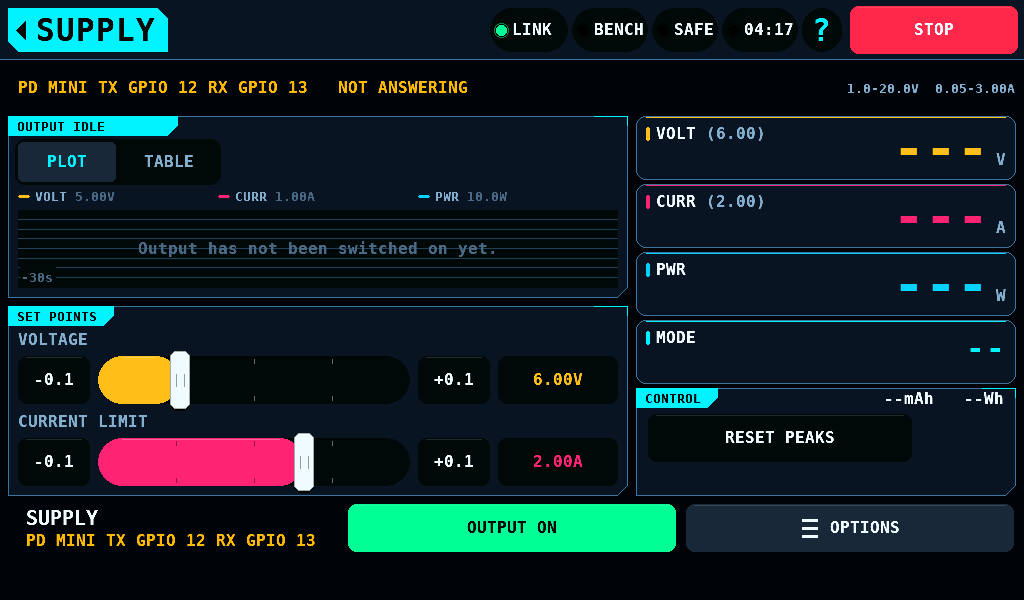 SUPPLY
LINK
BENCH
SAFE
04:17
?
STOP
PD MINI TX GPIO 12 RX GPIO 13   NOT ANSWERING
1.0-20.0V  0.05-3.00A
OUTPUT IDLE
PLOT
TABLE
VOLT 5.00V
CURR 1.00A
PWR 10.0W
Output has not been switched on yet.
-30s
VOLT (6.00)
--- V
CURR (2.00)
--- A
PWR
--- W
MODE
--
SET POINTS
VOLTAGE
-0.1
+0.1
6.00V
CURRENT LIMIT
-0.1
+0.1
2.00A
CONTROL
--mAh
--Wh
RESET PEAKS
SUPPLY
PD MINI TX GPIO 12 RX GPIO 13
OUTPUT ON
OPTIONS